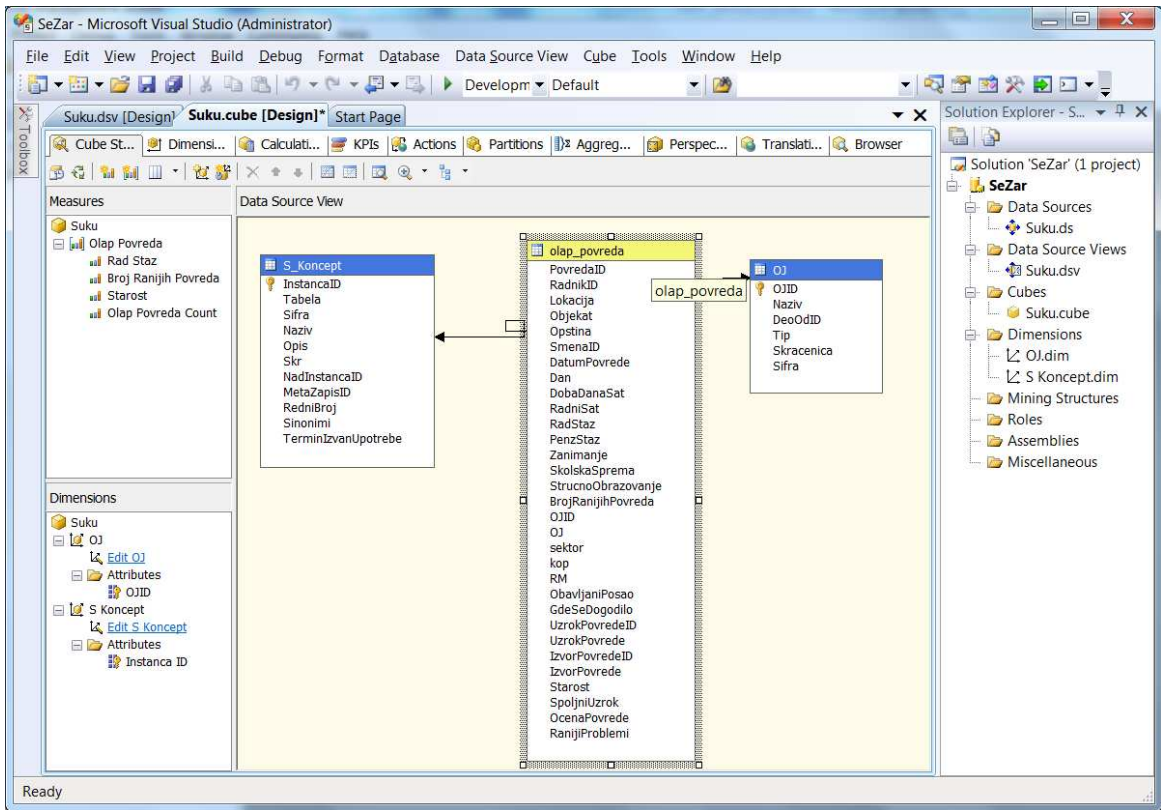 SeZar - Microsoft Visual Studio (Administrator)
File Edit View Project Build Debug Format Database Data Source View Cube Tools Window Help
Developm Default
Toolbox
Suku.dsv [Design] Suku.cube [Design]* Start Page
Cube St... Dimensi... Calculati... KPIs Actions Partitions Aggreg... Perspec... Translati... Browser
Measures
Suku
Olap Povreda
Rad Staz
Broj Ranijih Povreda
Starost
Olap Povreda Count
Dimensions
Suku
OJ
Edit OJ
Attributes
OJID
S Koncept
Edit S Koncept
Attributes
Instanca ID
Data Source View
S_Koncept
InstancaID
Tabela
Sifra
Naziv
Opis
Skr
NadInstancaID
MetaZapisID
RedniBroj
Sinonimi
TerminIzvanUpotrebe
olap_povreda
PovredaID
RadnikID
Lokacija
Objekat
Opstina
SmenaID
DatumPovrede
Dan
DobaDanaSat
RadniSat
RadStaz
PenzStaz
Zanimanje
SkolskaSprema
StrucnoObrazovanje
BrojRanijihPovreda
OJID
OJ
sektor
kop
RM
ObavljaniPosao
GdeSeDogodilo
UzrokPovredeID
UzrokPovrede
IzvorPovredeID
IzvorPovrede
Starost
SpoljniUzrok
OcenaPovrede
RanijiProblemi
olap_povreda
OJ
OJID
Naziv
DeoOdID
Tip
Skracenica
Sifra
Solution Explorer - S...
Solution 'SeZar' (1 project)
SeZar
Data Sources
Suku.ds
Data Source Views
Suku.dsv
Cubes
Suku.cube
Dimensions
OJ.dim
S Koncept.dim
Mining Structures
Roles
Assemblies
Miscellaneous
Ready